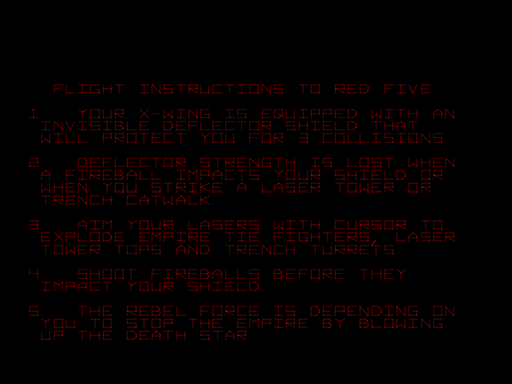 FLIGHT INSTRUCTIONS TO RED FIVE
1 YOUR X-WING IS EQUIPPED WITH AN
INVISIBLE DEFLECTOR SHIELD THAT
WILL PROTECT YOU FOR 3 COLLISIONS
2 DEFLECTOR STRENGTH IS LOST WHEN
A FIREBALL IMPACTS YOUR SHIELD OR
WHEN YOU STRIKE A LASER TOWER OR
TRENCH CATWALK
3 AIM YOUR LASERS WITH CURSOR TO
EXPLODE EMPIRE TIE FIGHTERS, LASER
TOWER TOPS AND TRENCH TURRETS
4 SHOOT FIREBALLS BEFORE THEY
IMPACT YOUR SHIELD
5 THE REBEL FORCE IS DEPENDING ON
YOU TO STOP THE EMPIRE BY BLOWING
UP THE DEATH STAR